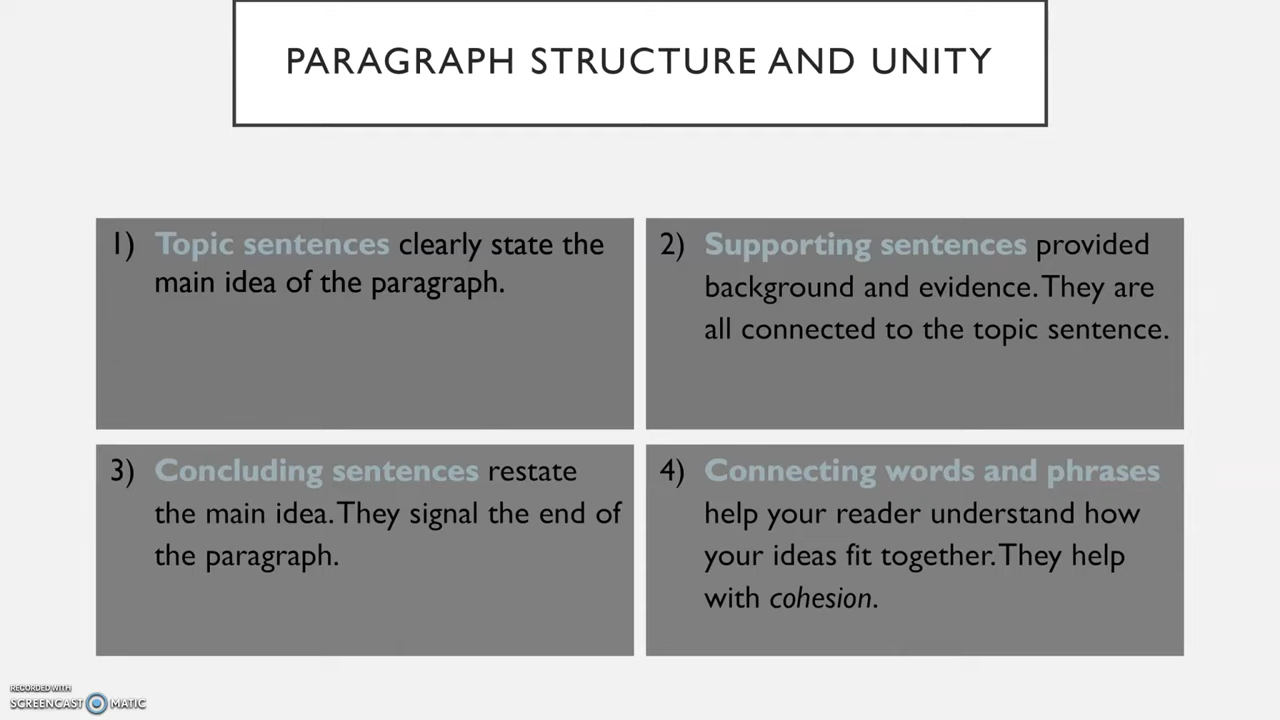 PARAGRAPH STRUCTURE AND UNITY
1) Topic sentences clearly state the
main idea of the paragraph.
2) Supporting sentences provided
background and evidence. They are
all connected to the topic sentence.
3) Concluding sentences restate
the main idea. They signal the end of
the paragraph.
4) Connecting words and phrases
help your reader understand how
your ideas fit together. They help
with cohesion.
RECORDED WITH
SCREENCAST MATIC